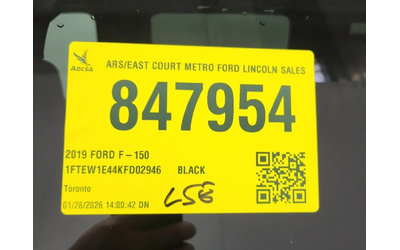 ARS/EAST COURT METRO FORD LINCOLN SALES
ADESA
847954
2019 FORD F-150
1FTEW1E44KFD02946 BLACK
Toronto
01/28/2026 14:00:42 DN